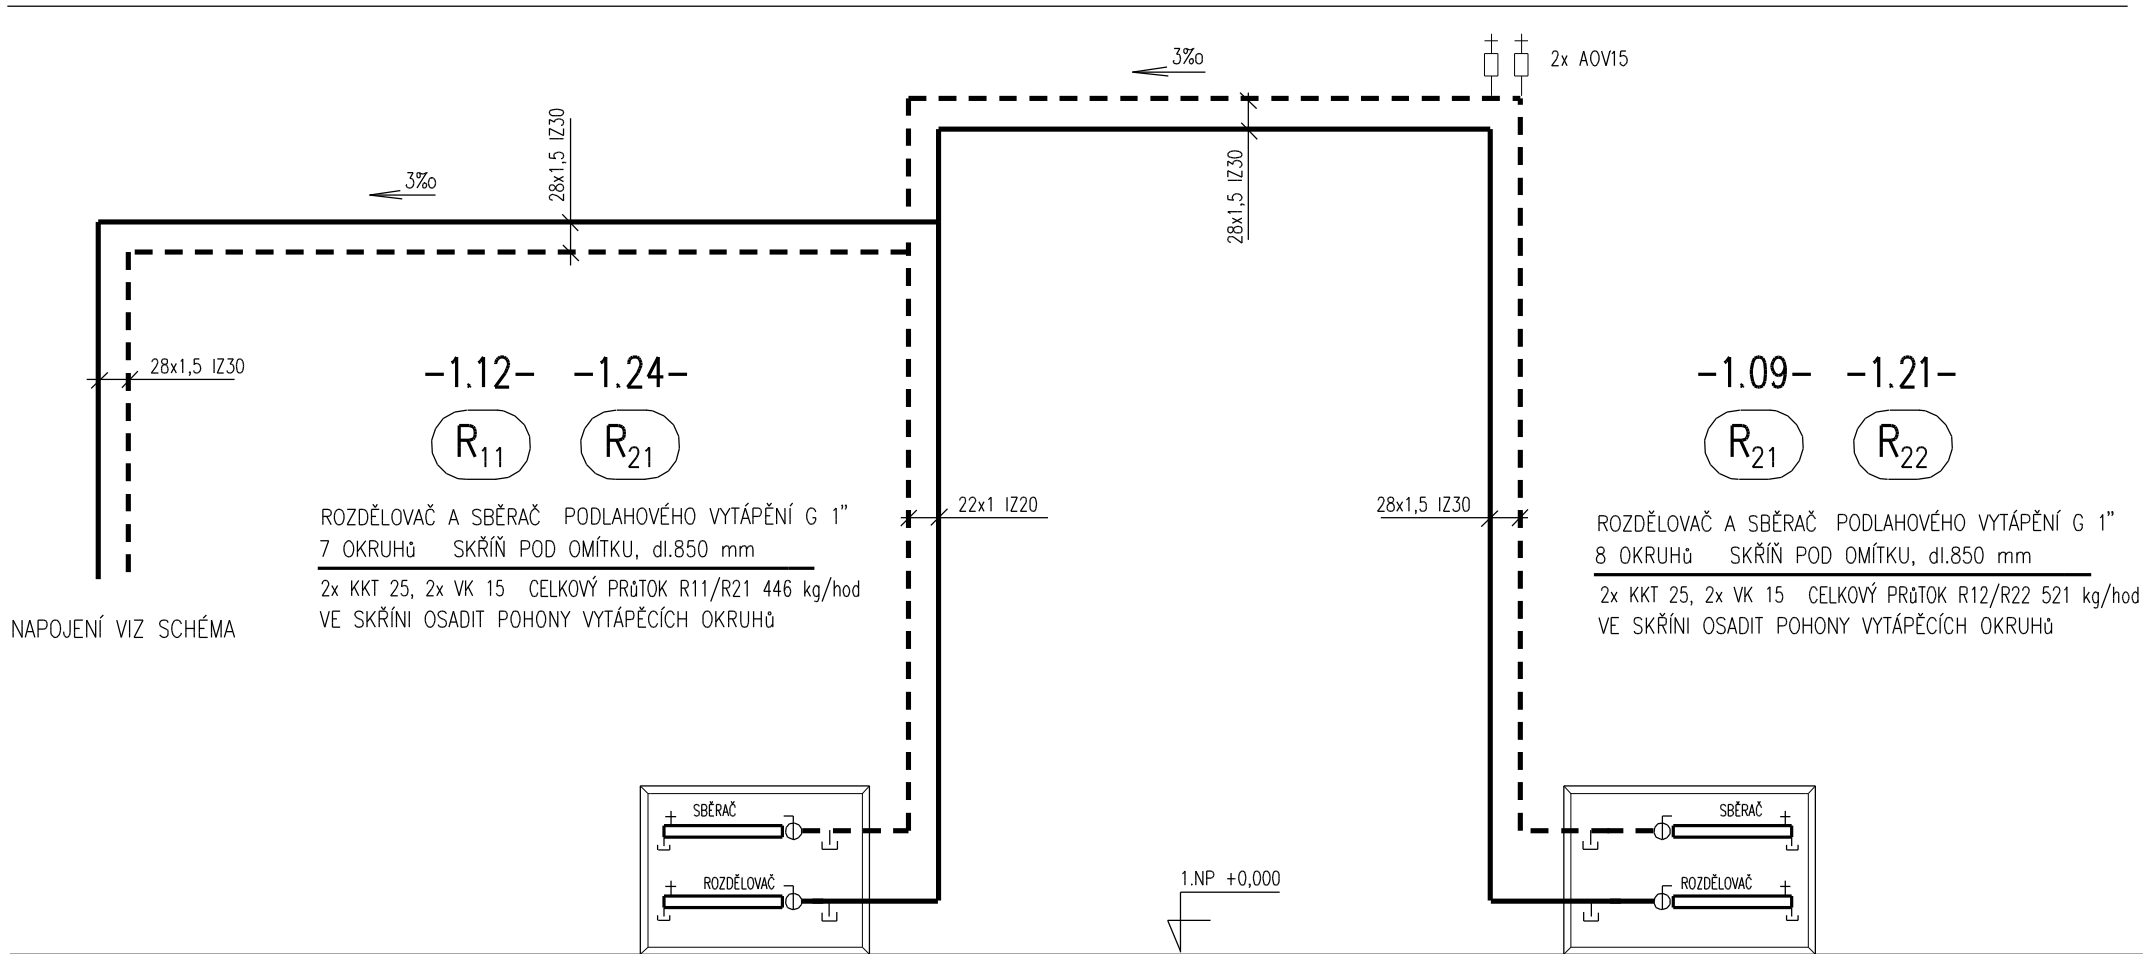 3‰
2x AOV15
28x1,5 IZ30
28x1,5 IZ30
3‰
28x1,5 IZ30
-1.12- -1.24-
R11 R21
-1.09- -1.21-
R21 R22
22x1 IZ20
28x1,5 IZ30
ROZDĚLOVAČ A SBĚRAČ PODLAHOVÉHO VYTÁPĚNÍ G 1"
7 OKRUHů SKŘÍŇ POD OMÍTKU, dl.850 mm
2x KKT 25, 2x VK 15 CELKOVÝ PRůTOK R11/R21 446 kg/hod
VE SKŘÍNI OSADIT POHONY VYTÁPĚCÍCH OKRUHů
ROZDĚLOVAČ A SBĚRAČ PODLAHOVÉHO VYTÁPĚNÍ G 1"
8 OKRUHů SKŘÍŇ POD OMÍTKU, dl.850 mm
2x KKT 25, 2x VK 15 CELKOVÝ PRůTOK R12/R22 521 kg/hod
VE SKŘÍNI OSADIT POHONY VYTÁPĚCÍCH OKRUHů
NAPOJENÍ VIZ SCHÉMA
SBĚRAČ
ROZDĚLOVAČ
1.NP +0,000
SBĚRAČ
ROZDĚLOVAČ